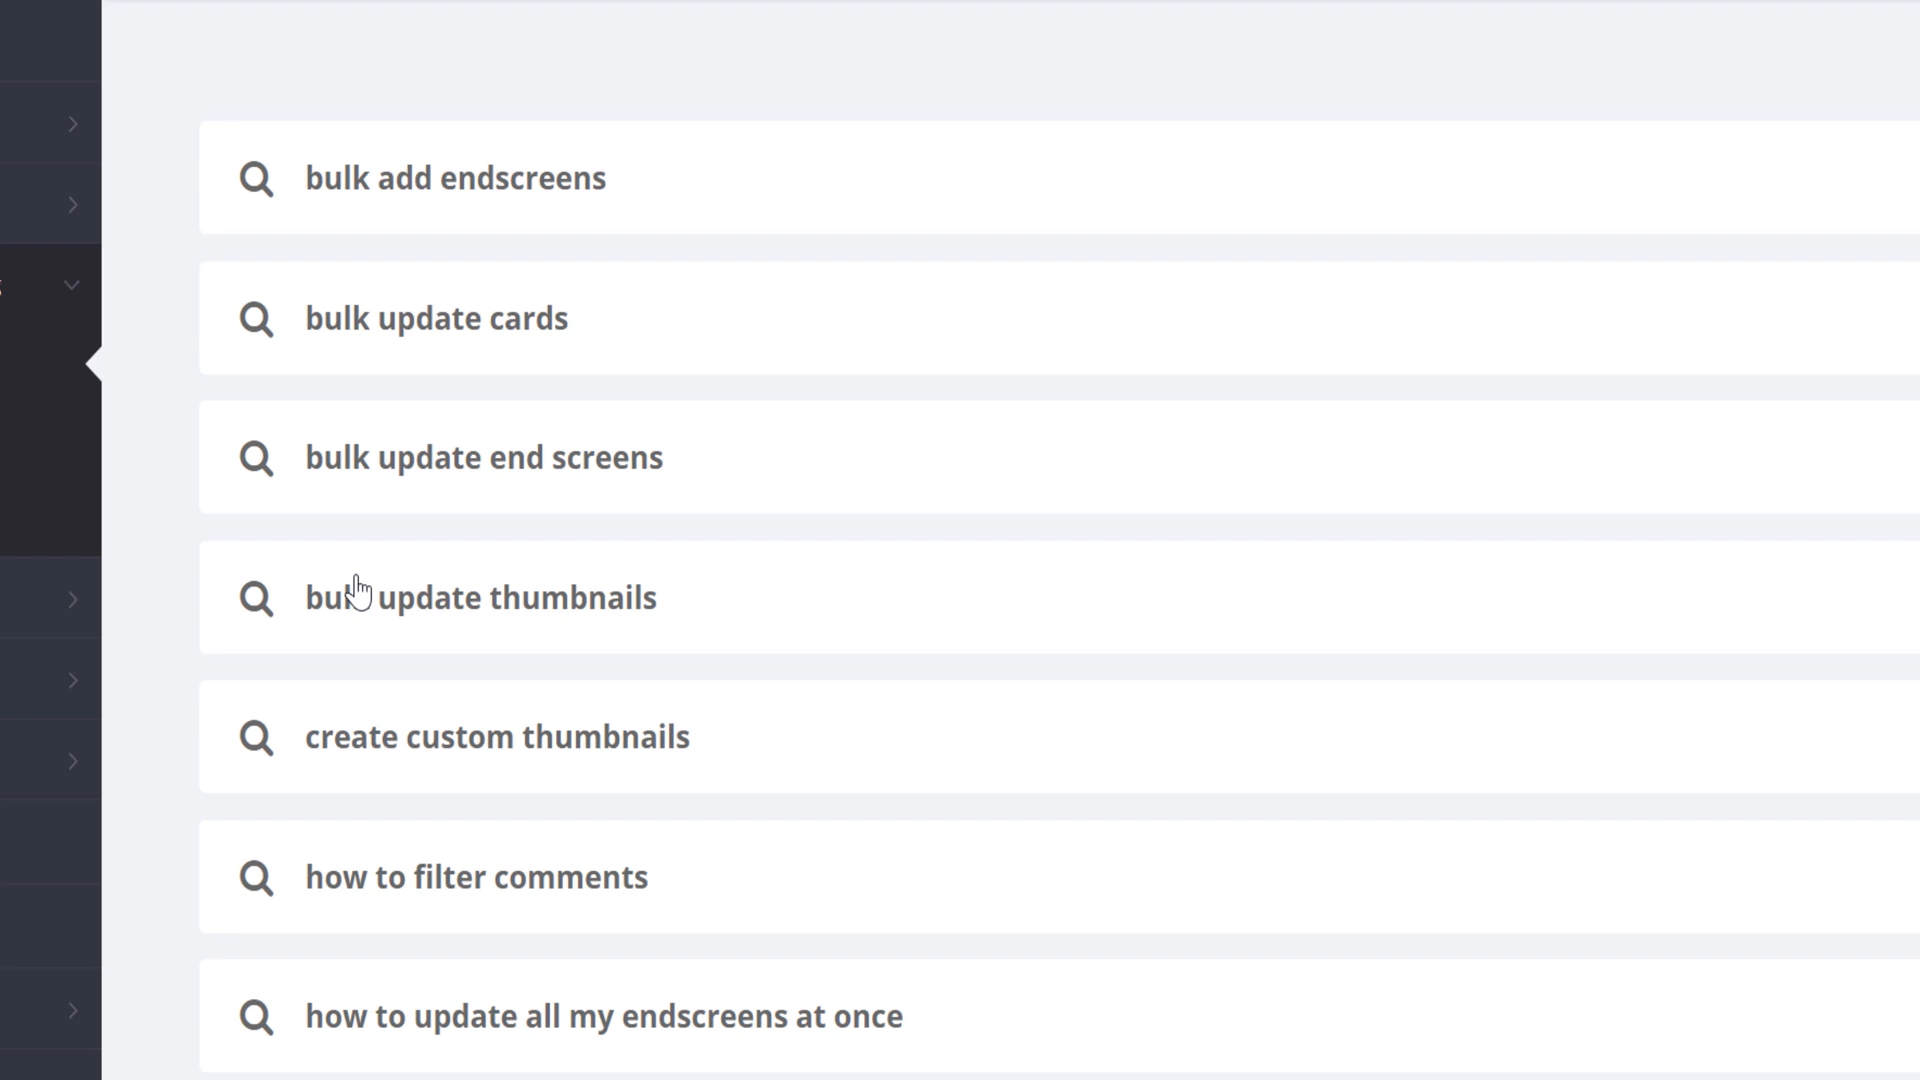 bulk add endscreens
bulk update cards
bulk update end screens
bulk update thumbnails
create custom thumbnails
how to filter comments
how to update all my endscreens at once